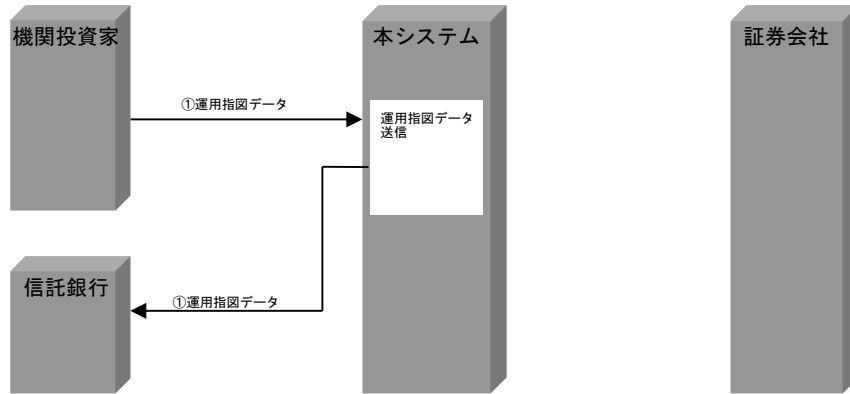 機関投資家
本システム
証券会社
①運用指図データ
運用指図データ
送信
信託銀行
①運用指図データ